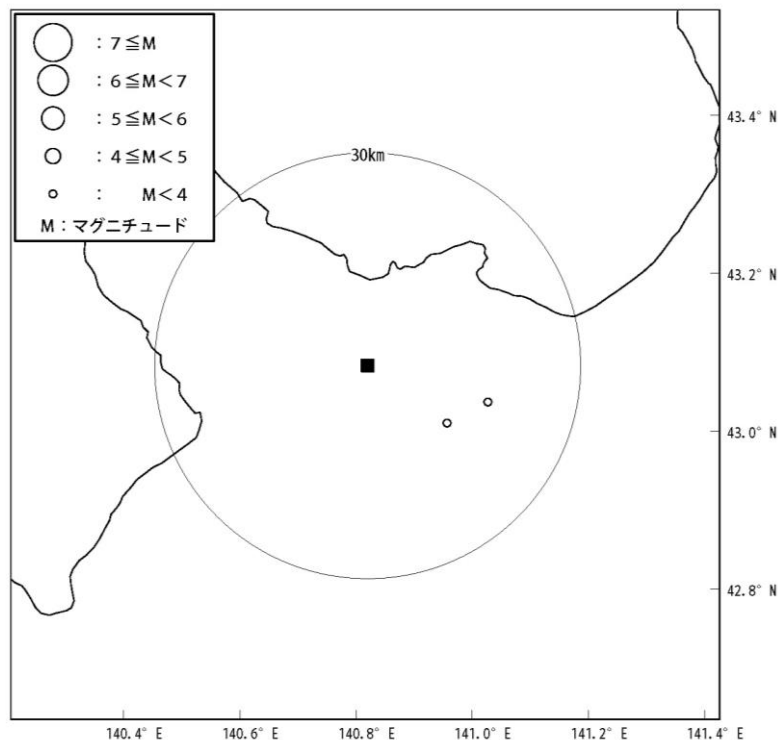 ：7≦M
：6≦M<7
：5≦M<6
：4≦M<5
： M<4
M：マグニチュード
30km
43.4° N
43.2° N
43.0° N
42.8° N
140.4° E
140.6° E
140.8° E
141.0° E
141.2° E
141.4° E